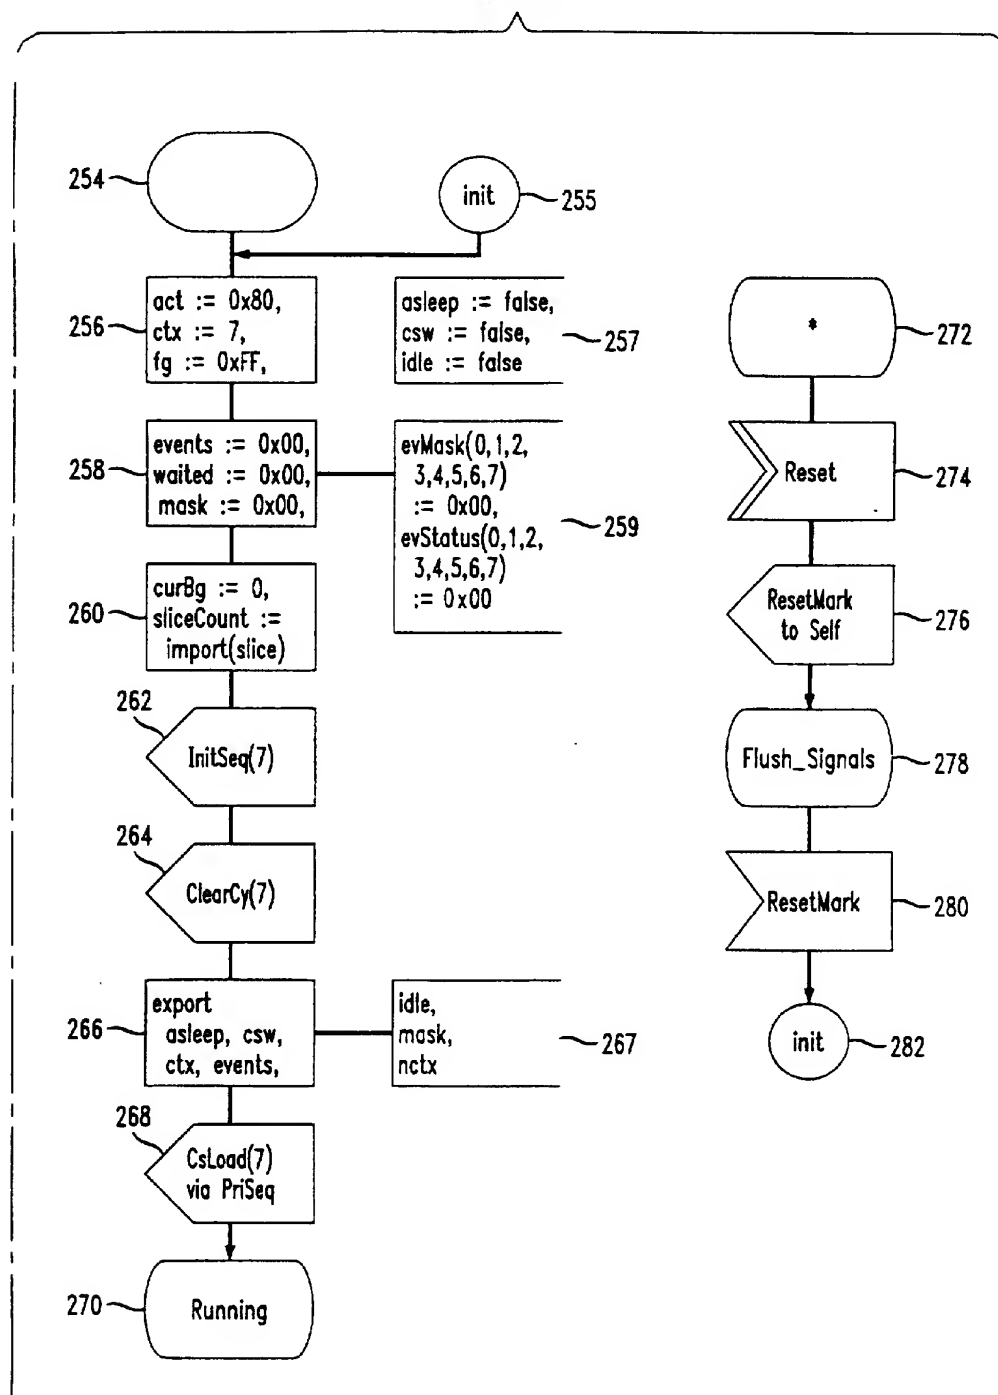 254
init
255
act := 0x80,
ctx := 7,
fg := 0xFF,
256
asleep := false,
csw := false,
idle := false
257
events := 0x00,
waited := 0x00,
mask := 0x00,
258
evMask(0,1,2,
3,4,5,6,7)
:= 0x00,
evStatus(0,1,2,
3,4,5,6,7)
:= 0x00
259
curBg := 0,
sliceCount :=
import(slice)
260
262
InitSeq(7)
264
ClearCy(7)
export
asleep, csw,
ctx, events,
266
idle,
mask,
nctx
267
268
CsLoad(7)
via PriSeq
270
Running
*
272
Reset
274
ResetMark
to Self
276
Flush_Signals
278
ResetMark
280
init
282